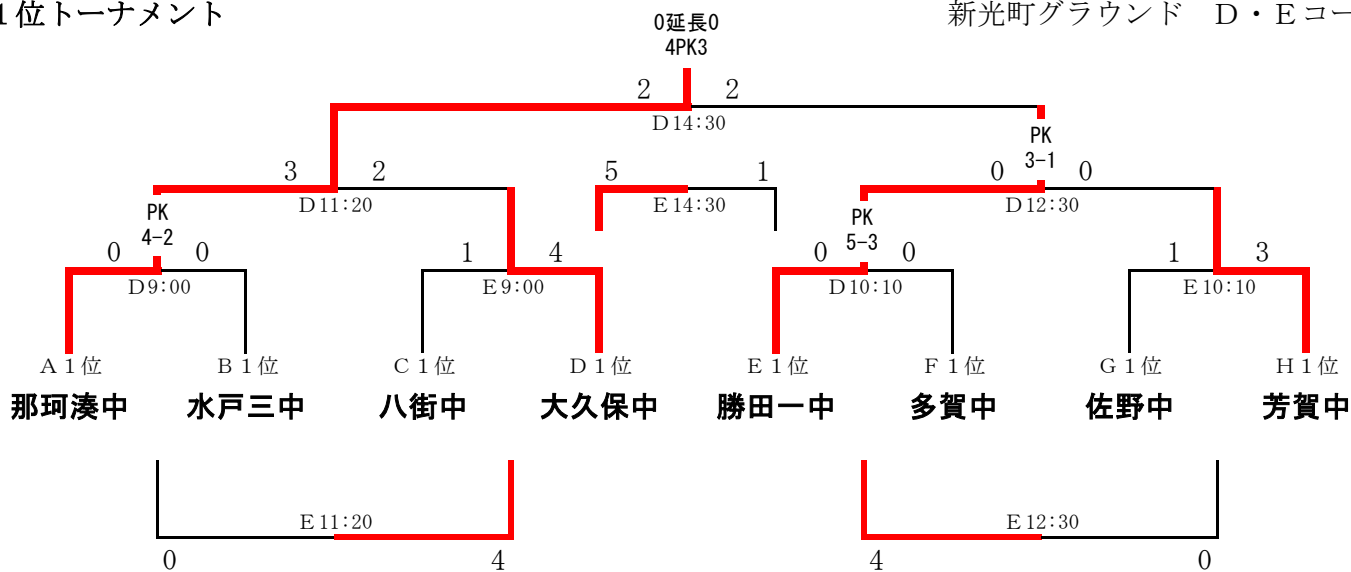 １位トーナメント
新光町グラウンド　Ｄ・Ｅコー
0延長0
4PK3
2 2
Ｄ14:30
PK
3-1
3 2 5 1 0 0
Ｄ11:20 Ｅ14:30 Ｄ12:30
PK
4-2
PK
5-3
0 0 1 4 0 0 1 3
Ｄ9:00 Ｅ9:00 Ｄ10:10 Ｅ10:10
Ａ１位 Ｂ１位 Ｃ１位 Ｄ１位 Ｅ１位 Ｆ１位 Ｇ１位 Ｈ１位
那珂湊中 水戸三中 八街中 大久保中 勝田一中 多賀中 佐野中 芳賀中
Ｅ11:20 Ｅ12:30
0 4 4 0